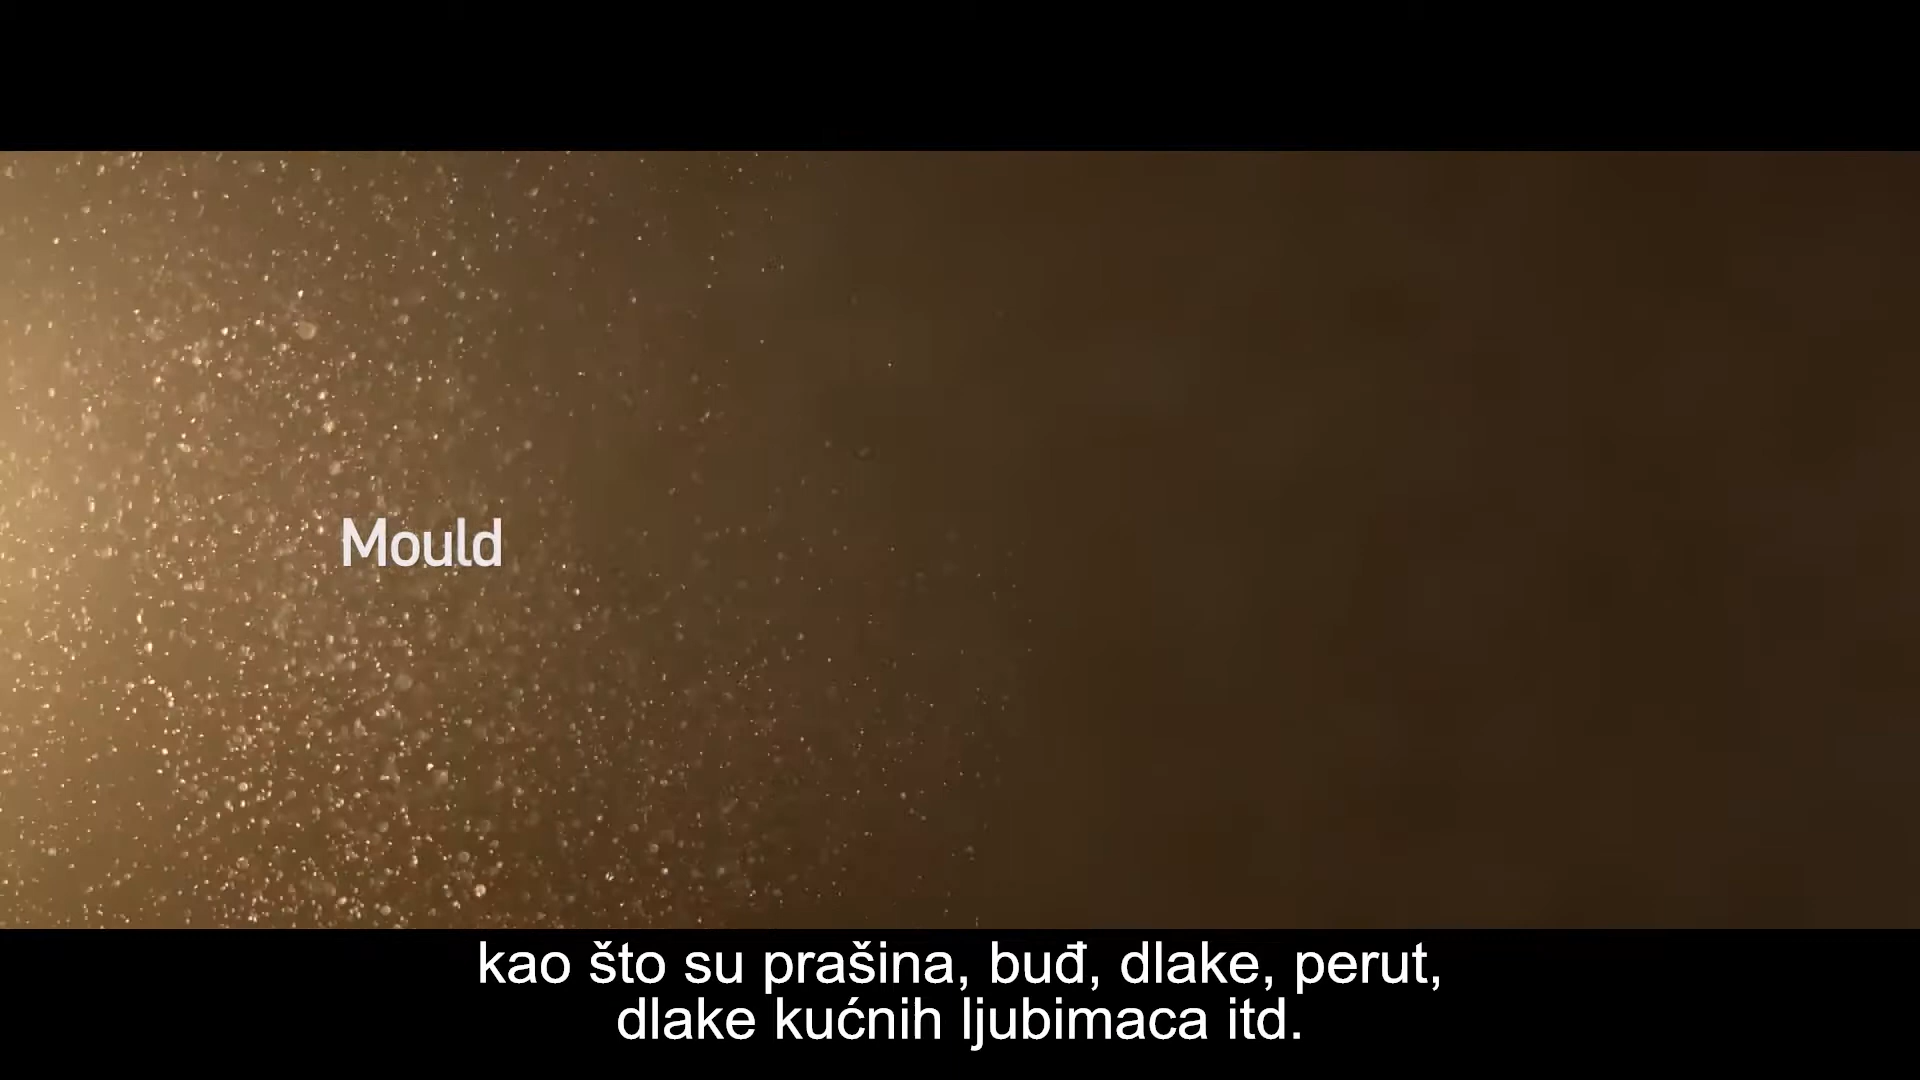 Mould
kao što su prašina, buđ, dlake, perut,
dlake kućnih ljubimaca itd.